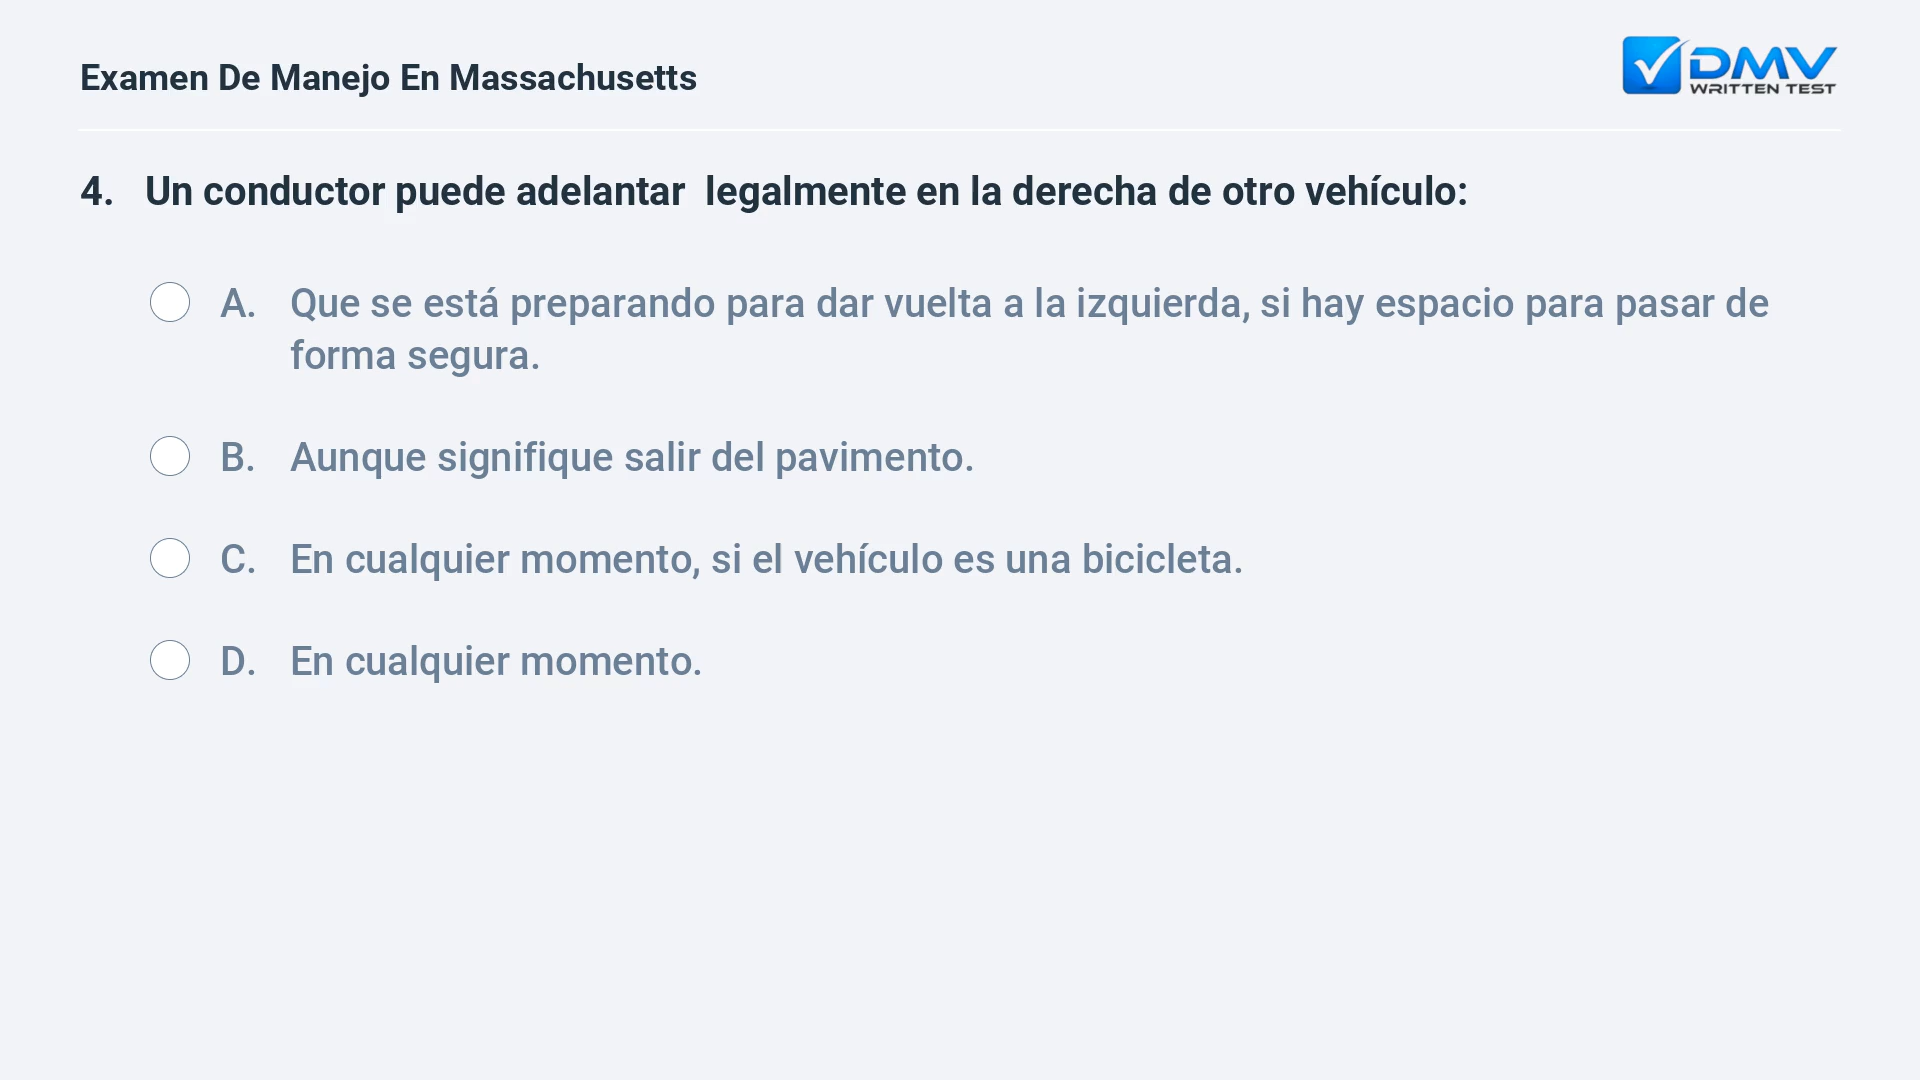 Examen De Manejo En Massachusetts
DMV
WRITTEN TEST
4. Un conductor puede adelantar  legalmente en la derecha de otro vehículo:
A. Que se está preparando para dar vuelta a la izquierda, si hay espacio para pasar de
forma segura.
B. Aunque signifique salir del pavimento.
C. En cualquier momento, si el vehículo es una bicicleta.
D. En cualquier momento.